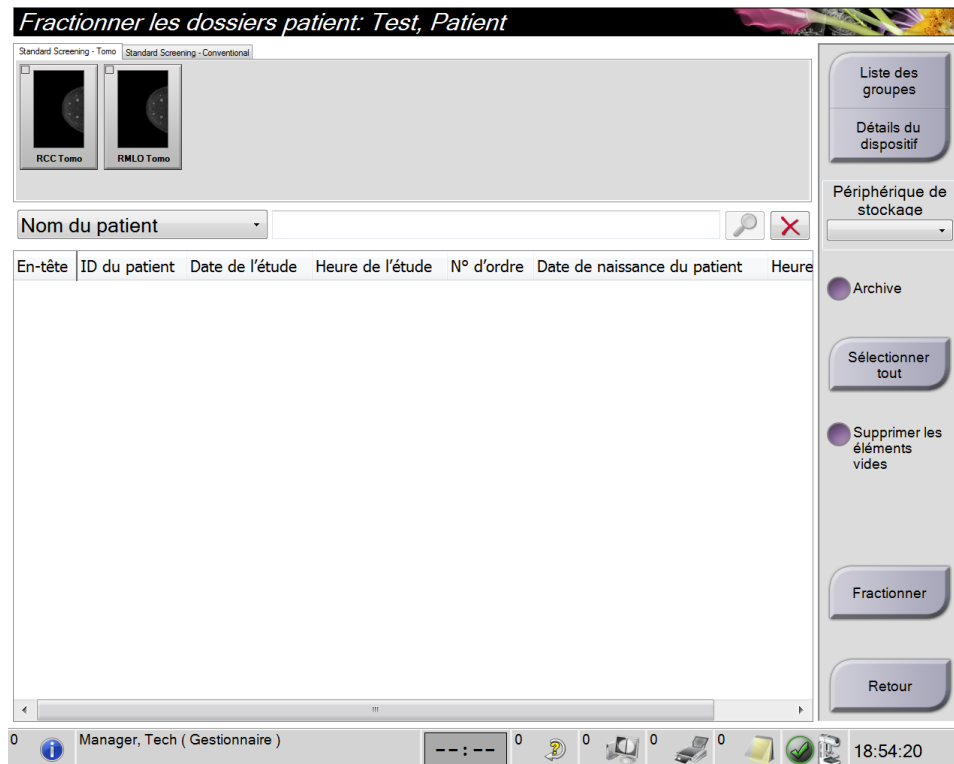 Fractionner les dossiers patient: Test, Patient
Standard Screening - Tomo
Standard Screening - Conventional
RCC Tomo
RMLO Tomo
Liste des
groupes
Détails du
dispositif
Périphérique de
stockage
Nom du patient
En-tête ID du patient Date de l'étude Heure de l'étude N° d'ordre Date de naissance du patient Heure
Archive
Sélectionner
tout
Supprimer les
éléments
vides
Fractionner
Retour
0 Manager, Tech ( Gestionnaire ) --:-- 0 0 0 0 18:54:20